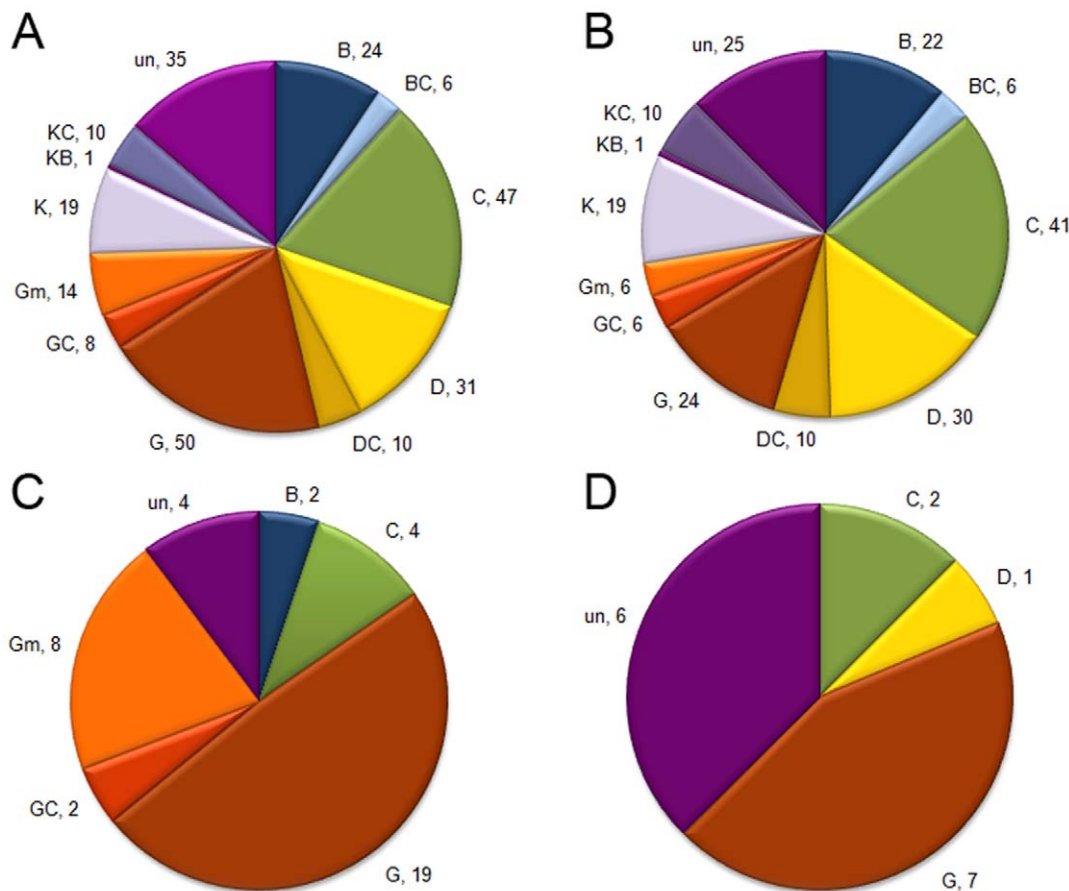 A
B, 24
BC, 6
C, 47
D, 31
DC, 10
G, 50
GC, 8
Gm, 14
K, 19
KB, 1
KC, 10
un, 35
B
B, 22
BC, 6
C, 41
D, 30
DC, 10
G, 24
GC, 6
Gm, 6
K, 19
KB, 1
KC, 10
un, 25
C
B, 2
C, 4
G, 19
GC, 2
Gm, 8
un, 4
D
C, 2
D, 1
G, 7
un, 6